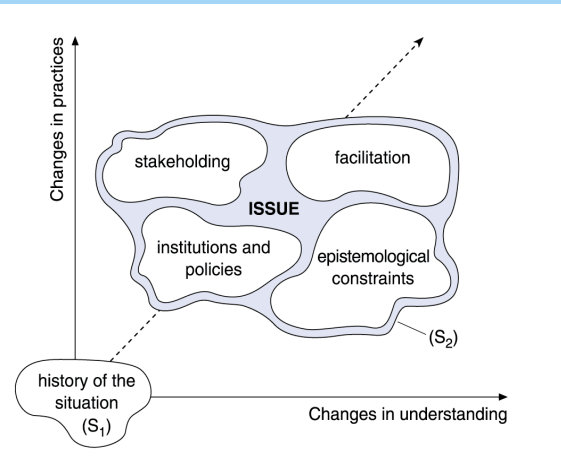 Changes in practices
stakeholding
facilitation
ISSUE
institutions and
policies
epistemological
constraints
(S₂)
history of the
situation
(S₁)
Changes in understanding